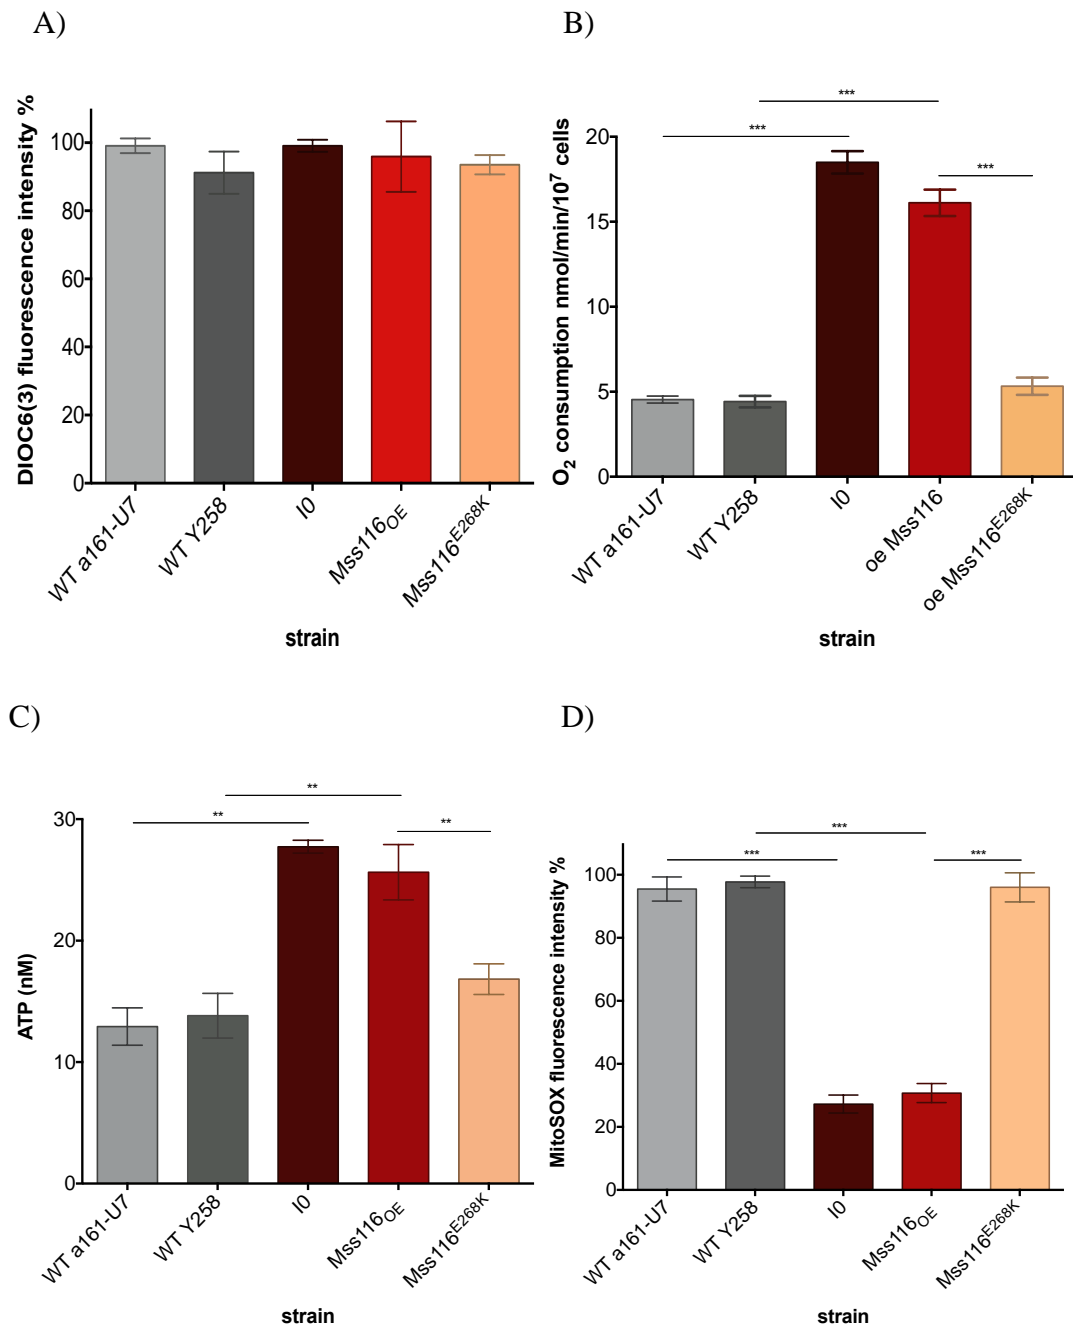 A)
DIOC6(3) fluorescence intensity %
100
80
60
40
20
0
WT a161-U7
WT Y258
I0
Mss116OE
Mss116E268K
strain
B)
***
***
***
O2 consumption nmol/min/10^7 cells
20
15
10
5
0
WT a161-U7
WT Y258
I0
oe Mss116
oe Mss116E268K
strain
C)
**
**
**
ATP (nM)
30
20
10
0
WT a161-U7
WT Y258
I0
Mss116OE
Mss116E268K
strain
D)
***
***
***
MitoSOX fluorescence intensity %
100
80
60
40
20
0
WT a161-U7
WT Y258
I0
Mss116OE
Mss116E268K
strain